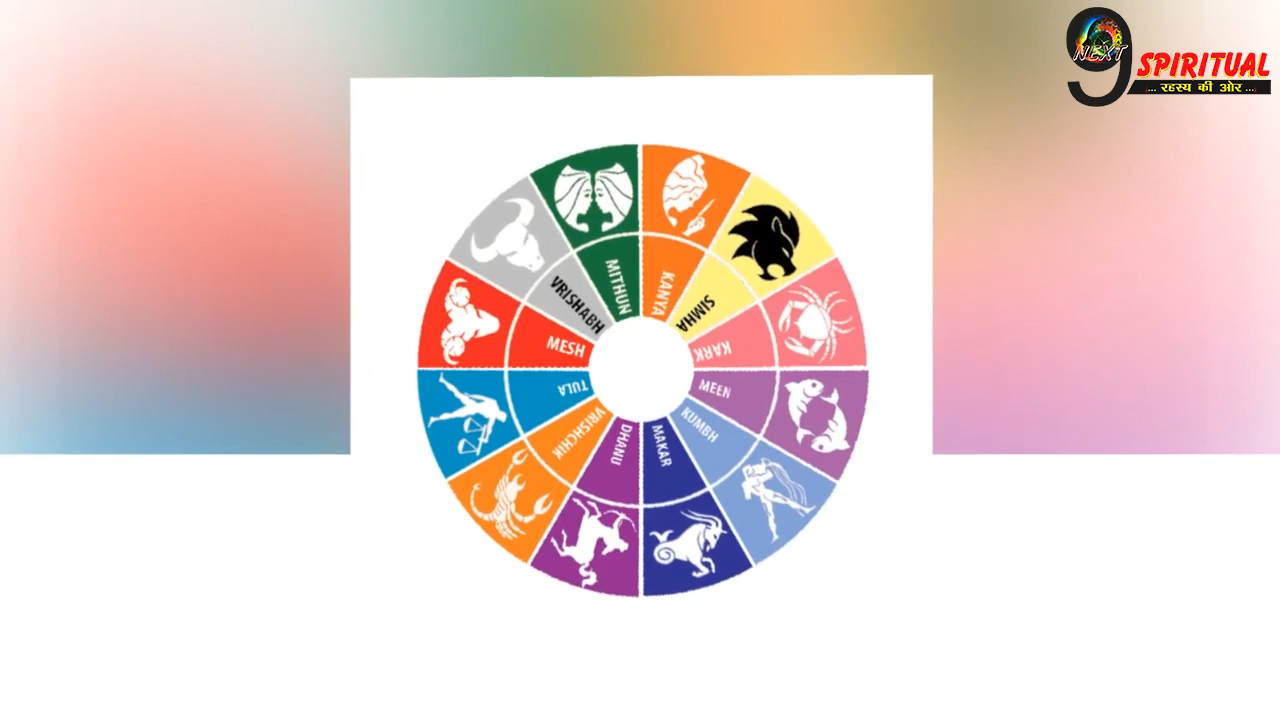 9
NEXT
SPIRITUAL
... रहस्य की ओर ...
MITHUN
KANYA
SIMHA
KARK
MEEN
KUMBH
MAKAR
DHANU
VRISHCHIK
TULA
MESH
VRISHABH